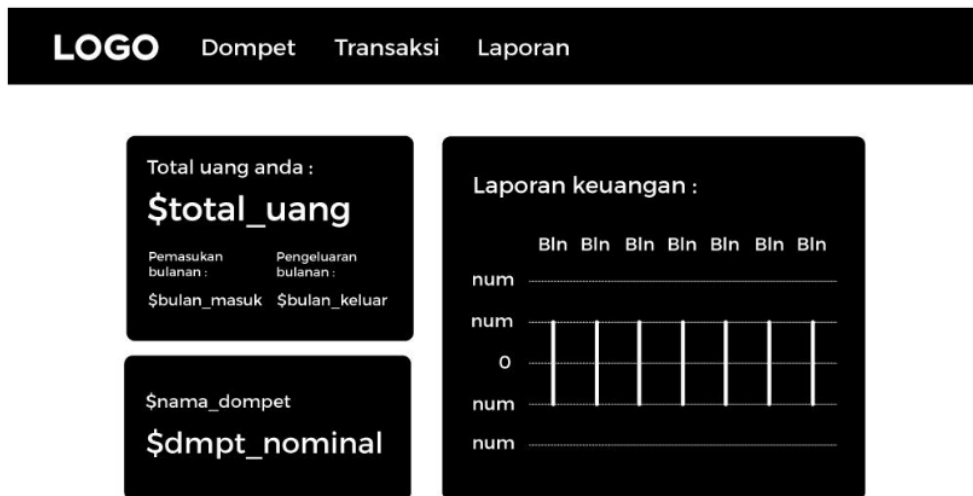 LOGO Dompet Transaksi Laporan
Total uang anda :
$total_uang
Pemasukan
bulanan :
$bulan_masuk
Pengeluaran
bulanan :
$bulan_keluar
$nama_dompet
$dmpt_nominal
Laporan keuangan :
Bln Bln Bln Bln Bln Bln Bln
num
num
0
num
num